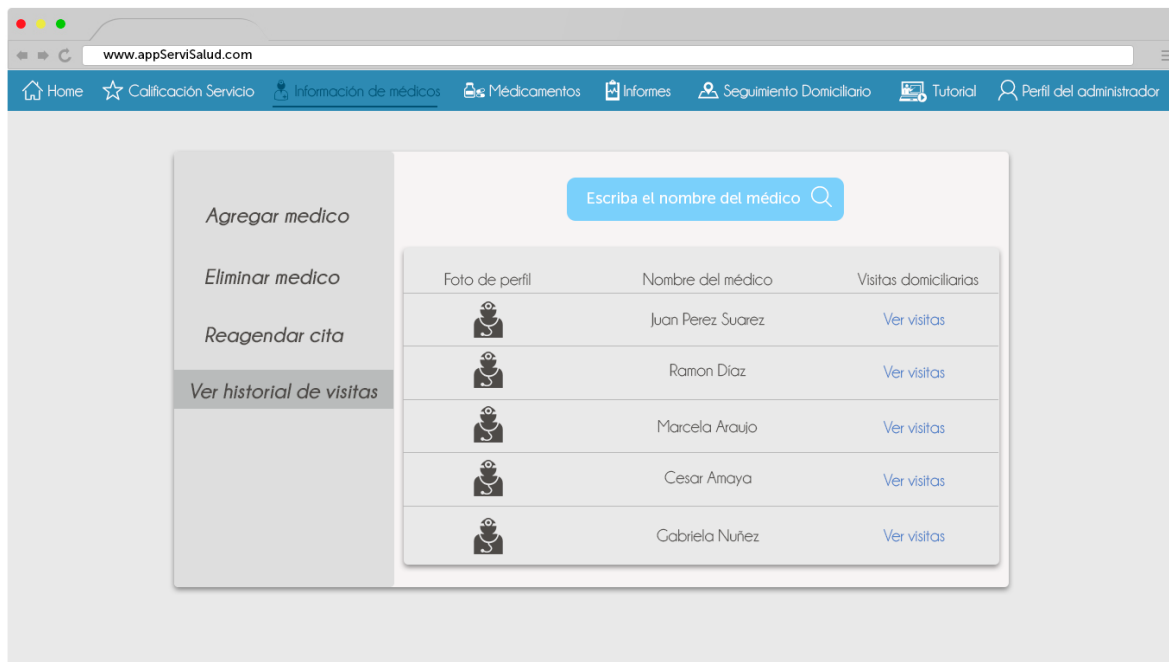 www.appServiSalud.com
Home Calificación Servicio Información de médicos Médicamentos Informes Seguimiento Domiciliario Tutorial Perfil del administrador
Agregar medico
Eliminar medico
Reagendar cita
Ver historial de visitas
Escriba el nombre del médico
Foto de perfil Nombre del médico Visitas domiciliarias
Juan Perez Suarez Ver visitas
Ramon Díaz Ver visitas
Marcela Araujo Ver visitas
Cesar Amaya Ver visitas
Gabriela Nuñez Ver visitas